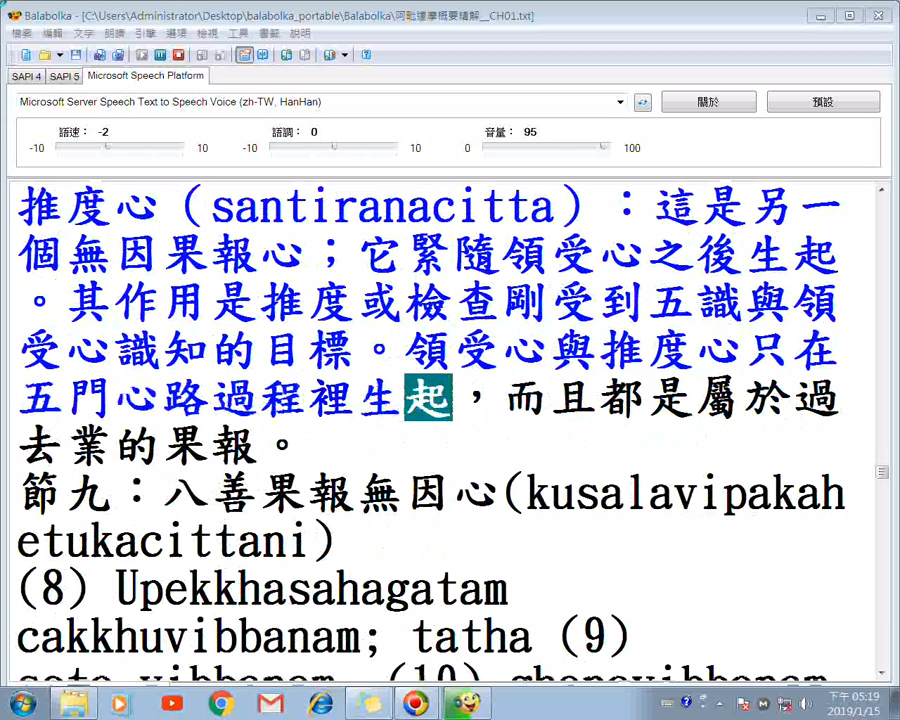 Balabolka - [C:\Users\Administrator\Desktop\balabolka_portable\Balabolka\阿毗達摩概要精解__CH01.txt]
檔案 編輯 文字 朗讀 引擎 選項 檢視 工具 書籤 說明
SAPI 4 SAPI 5 Microsoft Speech Platform
Microsoft Server Speech Text to Speech Voice (zh-TW, HanHan) 關於 預設
語速： -2 語調： 0 音量： 95
-10 10 -10 10 0 100
推度心（santiranacitta）：這是另一
個無因果報心；它緊隨領受心之後生起
。其作用是推度或檢查剛受到五識與領
受心識知的目標。領受心與推度心只在
五門心路過程裡生起，而且都是屬於過
去業的果報。
節九：八善果報無因心(kusalavipakah
etukacittani)
(8) Upekkhasahagatam
cakkhuvibbanam; tatha (9)
sota-vibbanam, (10) ghanavibbanam
下午 05:19
2019/1/15